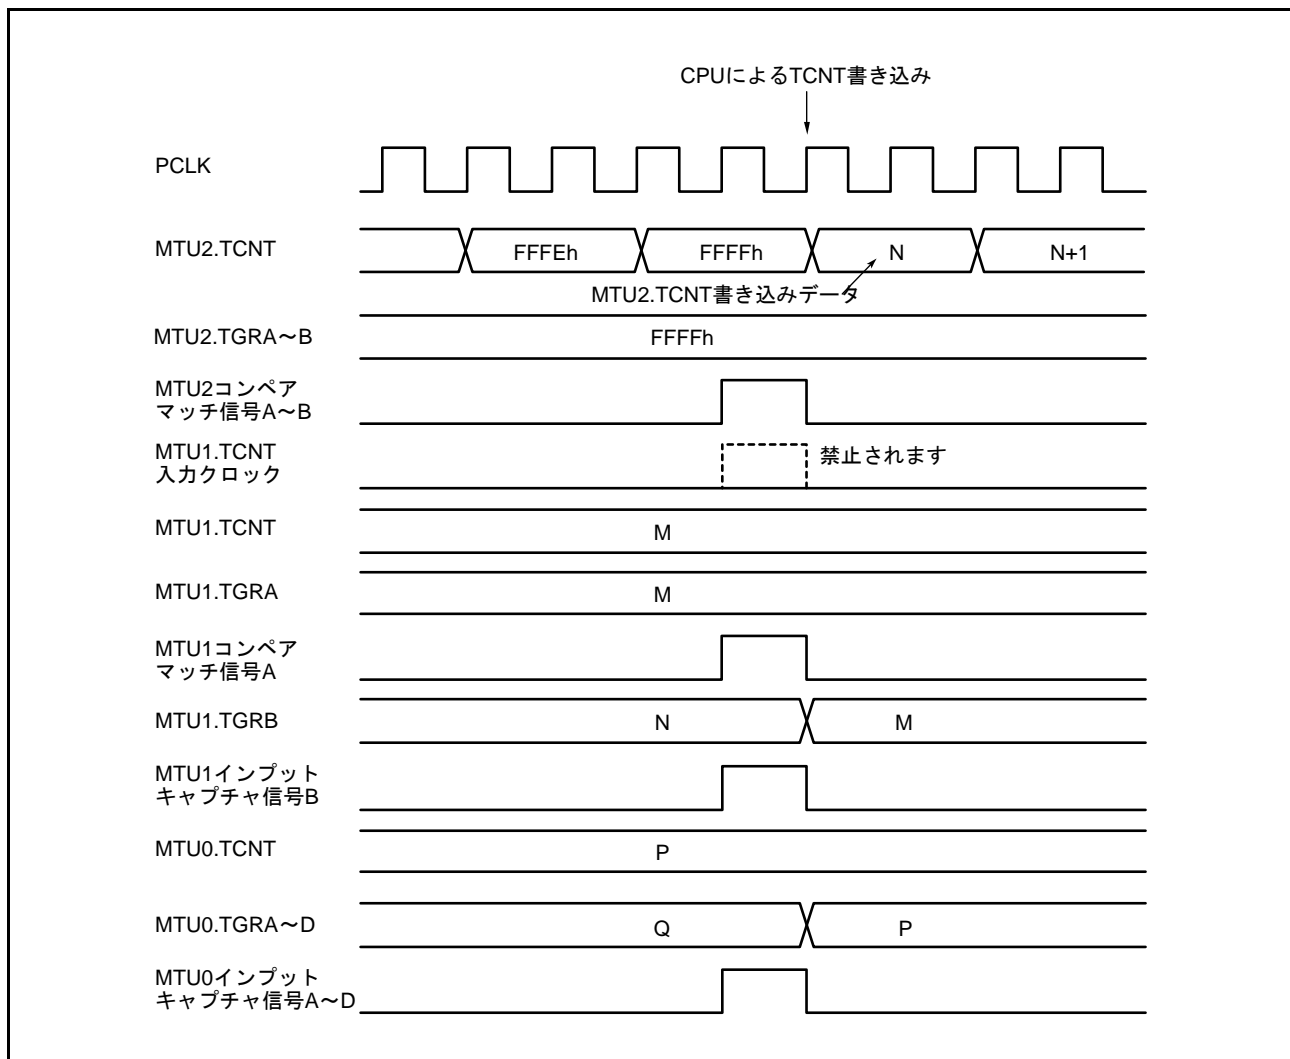 CPUによるTCNT書き込み
PCLK
MTU2.TCNT
FFFEh
FFFFh
N
N+1
MTU2.TCNT書き込みデータ
MTU2.TGRA～B
FFFFh
MTU2コンペア
マッチ信号A～B
MTU1.TCNT
入力クロック
禁止されます
MTU1.TCNT
M
MTU1.TGRA
M
MTU1コンペア
マッチ信号A
MTU1.TGRB
N
M
MTU1インプット
キャプチャ信号B
MTU0.TCNT
P
MTU0.TGRA～D
Q
P
MTU0インプット
キャプチャ信号A～D